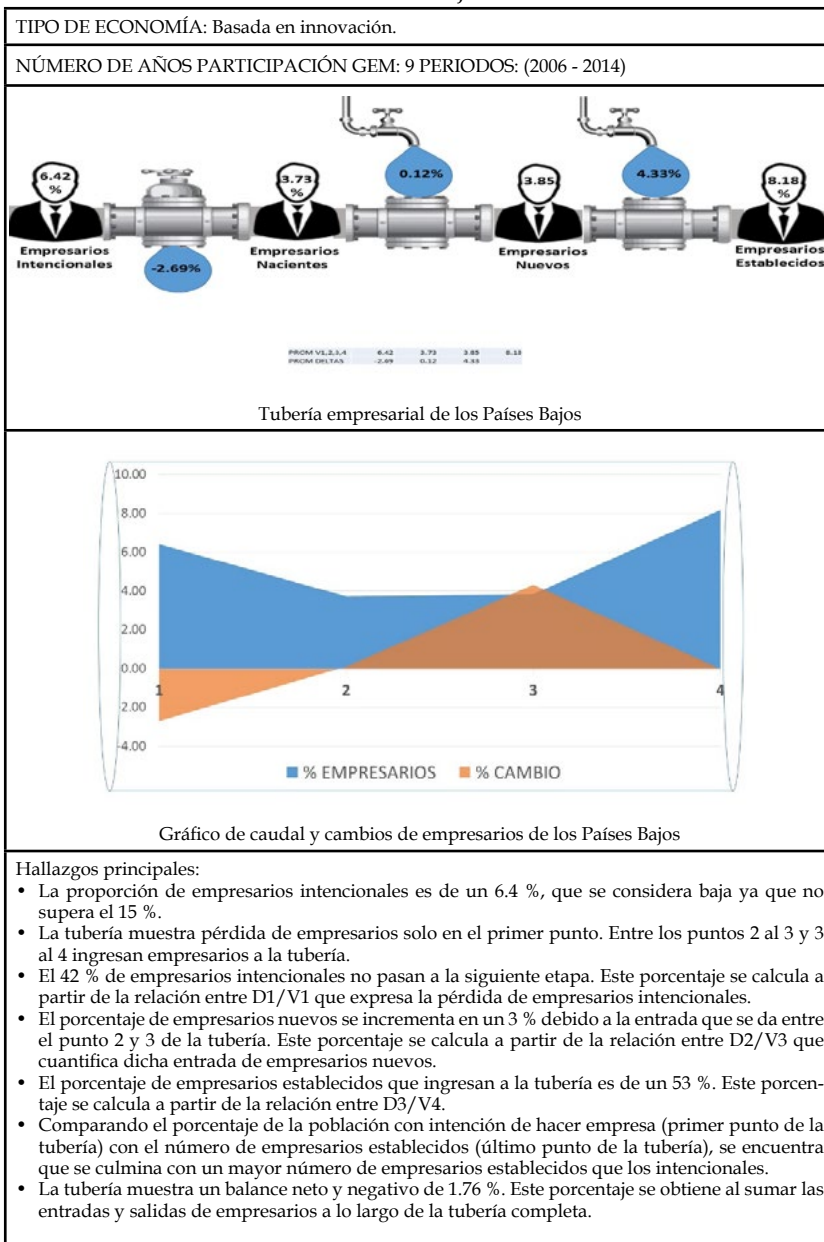 TIPO DE ECONOMÍA: Basada en innovación.
NÚMERO DE AÑOS PARTICIPACIÓN GEM: 9 PERIODOS: (2006 - 2014)
6.42
%
3.73
%
0.12%
3.85
4.33%
8.18
%
Empresarios
Intencionales
-2.69%
Empresarios
Nacientes
Empresarios
Nuevos
Empresarios
Establecidos
PROM V1,2,3,4 6.42 3.73 3.85 8.18
PROM DELTAS -2.69 0.12 4.33
Tubería empresarial de los Países Bajos
10.00
8.00
6.00
4.00
2.00
0.00
1 2 3 4
2.00
4.00
% EMPRESARIOS % CAMBIO
Gráfico de caudal y cambios de empresarios de los Países Bajos
Hallazgos principales:
• La proporción de empresarios intencionales es de un 6.4 %, que se considera baja ya que no
supera el 15 %.
• La tubería muestra pérdida de empresarios solo en el primer punto. Entre los puntos 2 al 3 y 3
al 4 ingresan empresarios a la tubería.
• El 42 % de empresarios intencionales no pasan a la siguiente etapa. Este porcentaje se calcula a
partir de la relación entre D1/V1 que expresa la pérdida de empresarios intencionales.
• El porcentaje de empresarios nuevos se incrementa en un 3 % debido a la entrada que se da entre
el punto 2 y 3 de la tubería. Este porcentaje se calcula a partir de la relación entre D2/V3 que
cuantifica dicha entrada de empresarios nuevos.
• El porcentaje de empresarios establecidos que ingresan a la tubería es de un 53 %. Este porcen-
taje se calcula a partir de la relación entre D3/V4.
• Comparando el porcentaje de la población con intención de hacer empresa (primer punto de la
tubería) con el número de empresarios establecidos (último punto de la tubería), se encuentra
que se culmina con un mayor número de empresarios establecidos que los intencionales.
• La tubería muestra un balance neto y negativo de 1.76 %. Este porcentaje se obtiene al sumar las
entradas y salidas de empresarios a lo largo de la tubería completa.